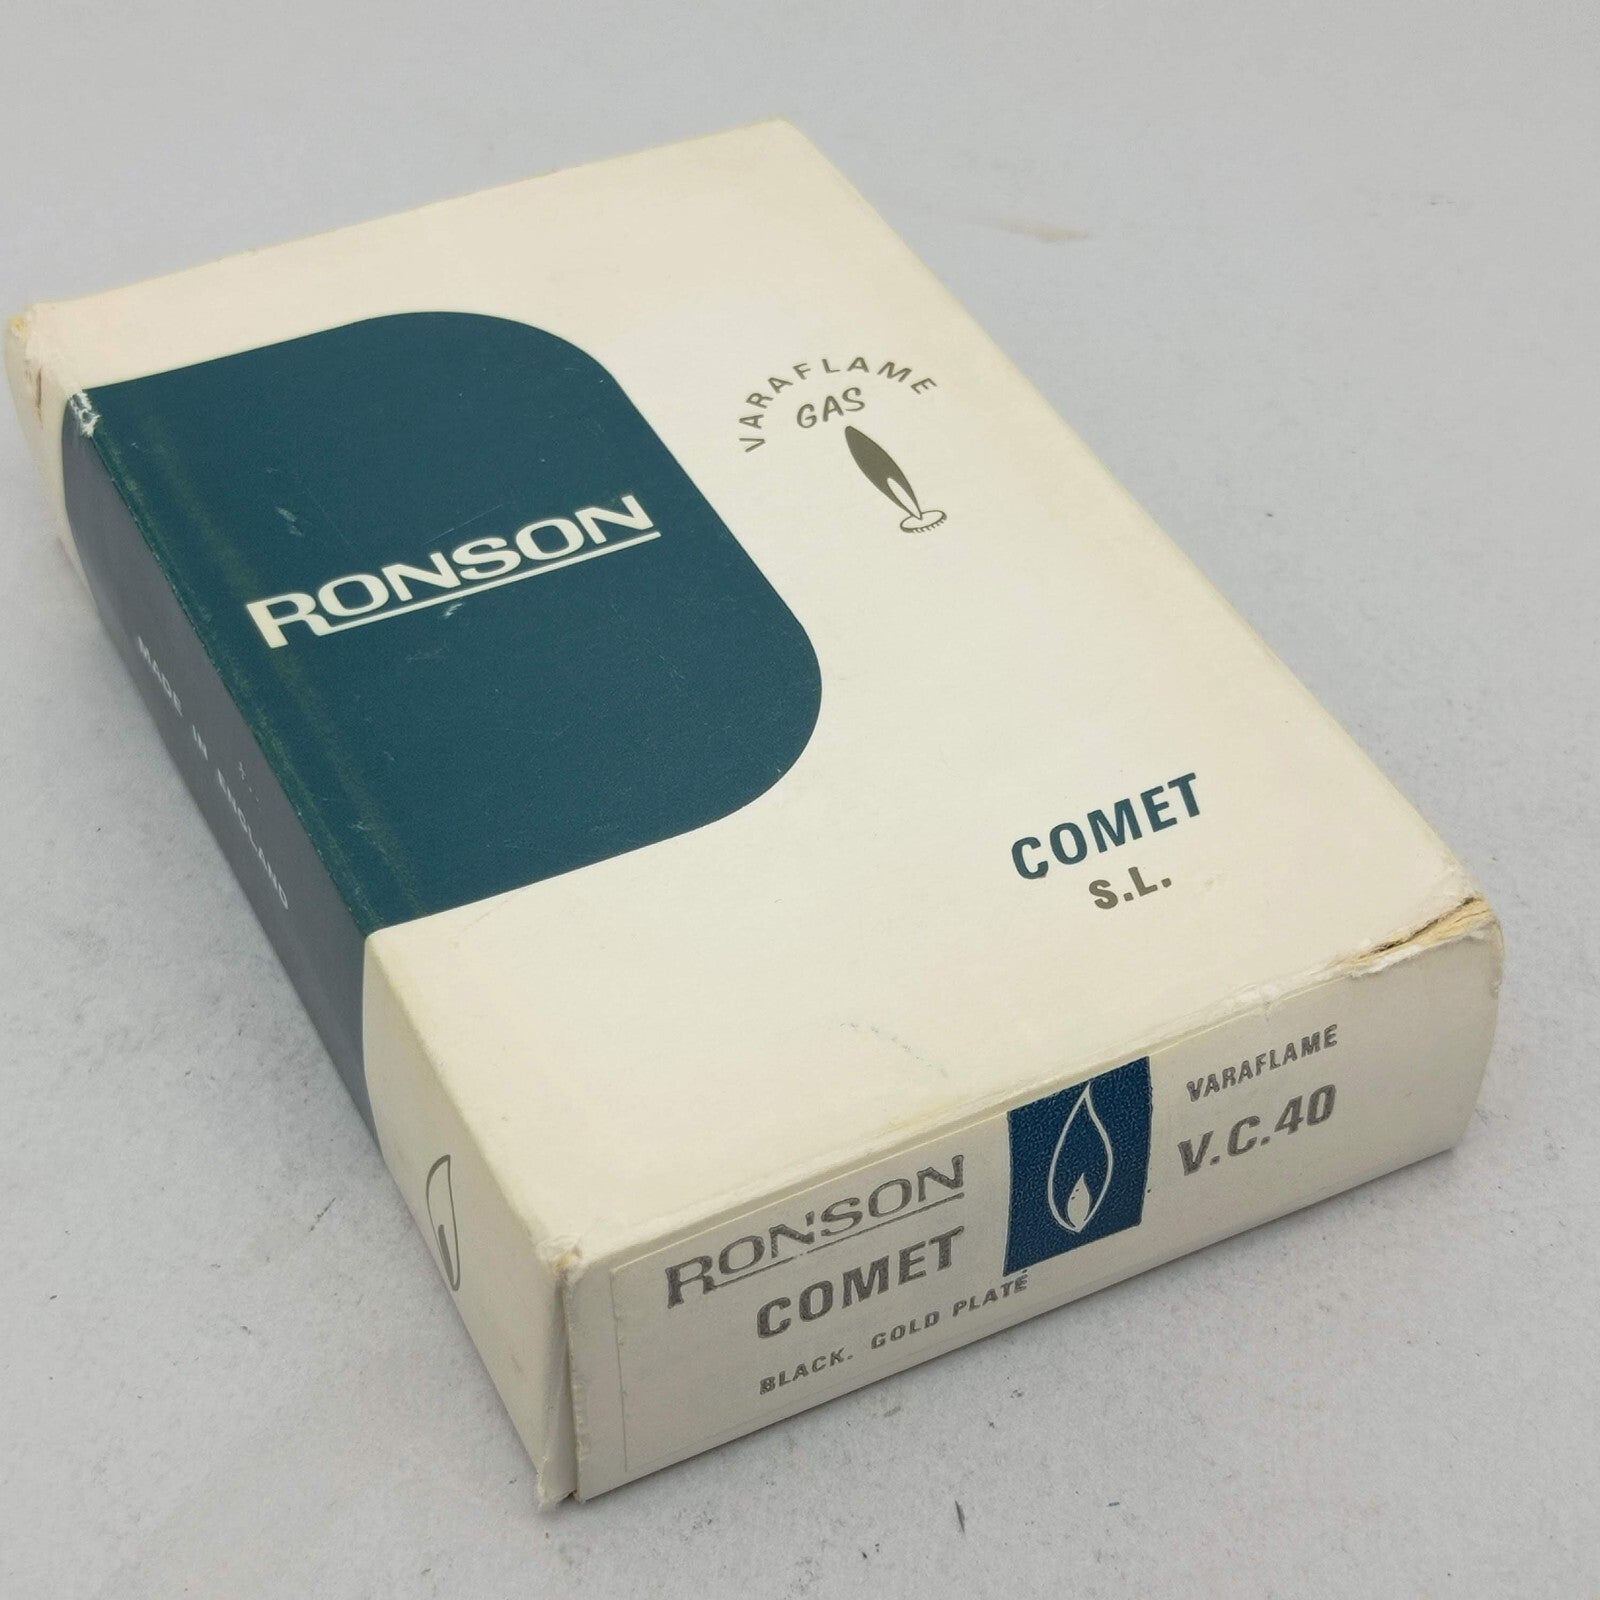 VARAFLAME
GAS
RONSON
COMET
S.L.
MADE IN ENGLAND
RONSON
COMET
BLACK. GOLD PLATE
VARAFLAME
V.C.40